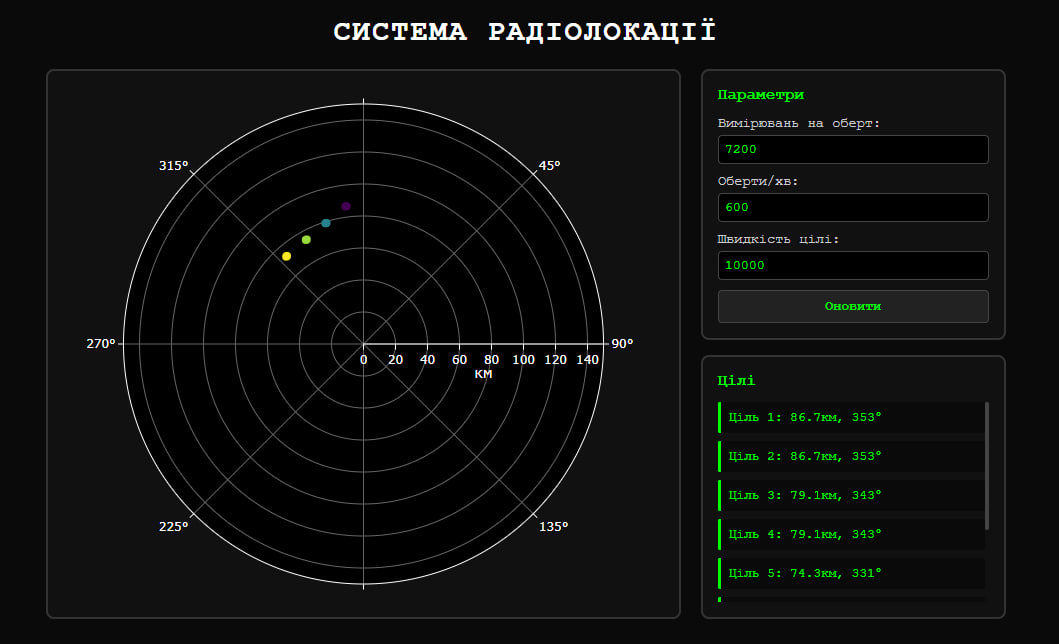 СИСТЕМА РАДІОЛОКАЦІЇ
315°
45°
270°
90°
0 20 40 60 80 100 120 140
КМ
225°
135°
Параметри
Вимірювань на оберт:
7200
Оберти/хв:
600
Швидкість цілі:
10000
Оновити
Цілі
Ціль 1: 86.7км, 353°
Ціль 2: 86.7км, 353°
Ціль 3: 79.1км, 343°
Ціль 4: 79.1км, 343°
Ціль 5: 74.3км, 331°